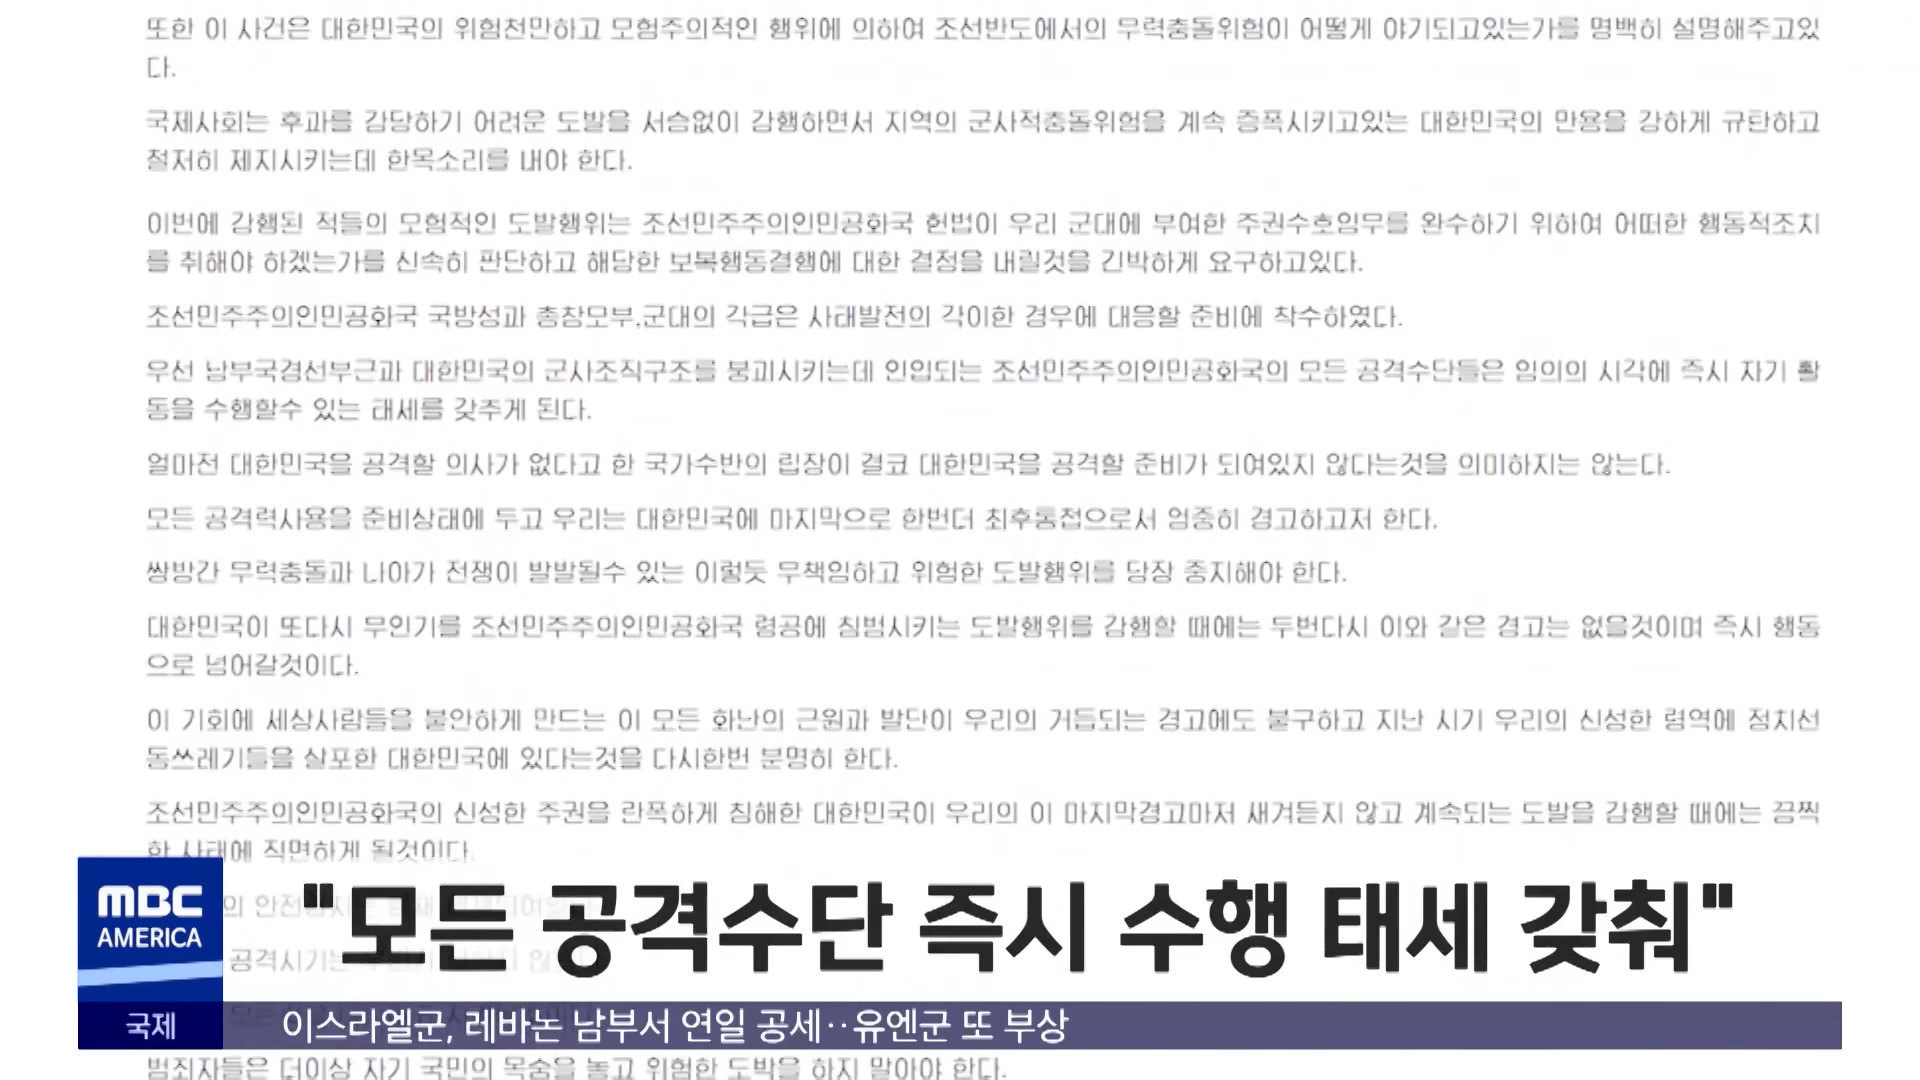 또한 이 사건은 대한민국의 위험천만하고 모험주의적인 행위에 의하여 조선반도에서의 무력충돌위험이 어떻게 야기되고있는가를 명백히 설명해주고있
다.
국제사회는 후과를 감당하기 어려운 도발을 서슴없이 감행하면서 지역의 군사적충돌위험을 계속 증폭시키고있는 대한민국의 만용을 강하게 규탄하고
철저히 제지시키는데 한목소리를 내야 한다.
이번에 감행된 적들의 모험적인 도발행위는 조선민주주의인민공화국 헌법이 우리 군대에 부여한 주권수호임무를 완수하기 위하여 어떠한 행동적조치
를 취해야 하겠는가를 신속히 판단하고 해당한 보복행동결행에 대한 결정을 내릴것을 긴박하게 요구하고있다.
조선민주주의인민공화국 국방성과 총참모부,군대의 각급은 사태발전의 각이한 경우에 대응할 준비에 착수하였다.
우선 남부국경선부근과 대한민국의 군사조직구조를 붕괴시키는데 인입되는 조선민주주의인민공화국의 모든 공격수단들은 임의의 시각에 즉시 자기 활
동을 수행할수 있는 태세를 갖추게 된다.
얼마전 대한민국을 공격할 의사가 없다고 한 국가수반의 립장이 결코 대한민국을 공격할 준비가 되여있지 않다는것을 의미하지는 않는다.
모든 공격력사용을 준비상태에 두고 우리는 대한민국에 마지막으로 한번더 최후통첩으로서 엄중히 경고하고저 한다.
쌍방간 무력충돌과 나아가 전쟁이 발발될수 있는 이렇듯 무책임하고 위험한 도발행위를 당장 중지해야 한다.
대한민국이 또다시 무인기를 조선민주주의인민공화국 령공에 침범시키는 도발행위를 감행할 때에는 두번다시 이와 같은 경고는 없을것이며 즉시 행동
으로 넘어갈것이다.
이 기회에 세상사람들을 불안하게 만드는 이 모든 화난의 근원과 발단이 우리의 거듭되는 경고에도 불구하고 지난 시기 우리의 신성한 령역에 정치선
동쓰레기들을 살포한 대한민국에 있다는것을 다시한번 분명히 한다.
조선민주주의인민공화국의 신성한 주권을 란폭하게 침해한 대한민국이 우리의 이 마지막경고마저 새겨듣지 않고 계속되는 도발을 감행할 때에는 끔찍
한 사태에 직면하게 될것이다.
MBC
AMERICA
"모든 공격수단 즉시 수행 태세 갖춰"
공격시기는
국제
이스라엘군, 레바논 남부서 연일 공세··유엔군 또 부상
범죄자들은 더이상 자기 국민의 목숨을 놓고 위험한 도박을 하지 말아야 한다.